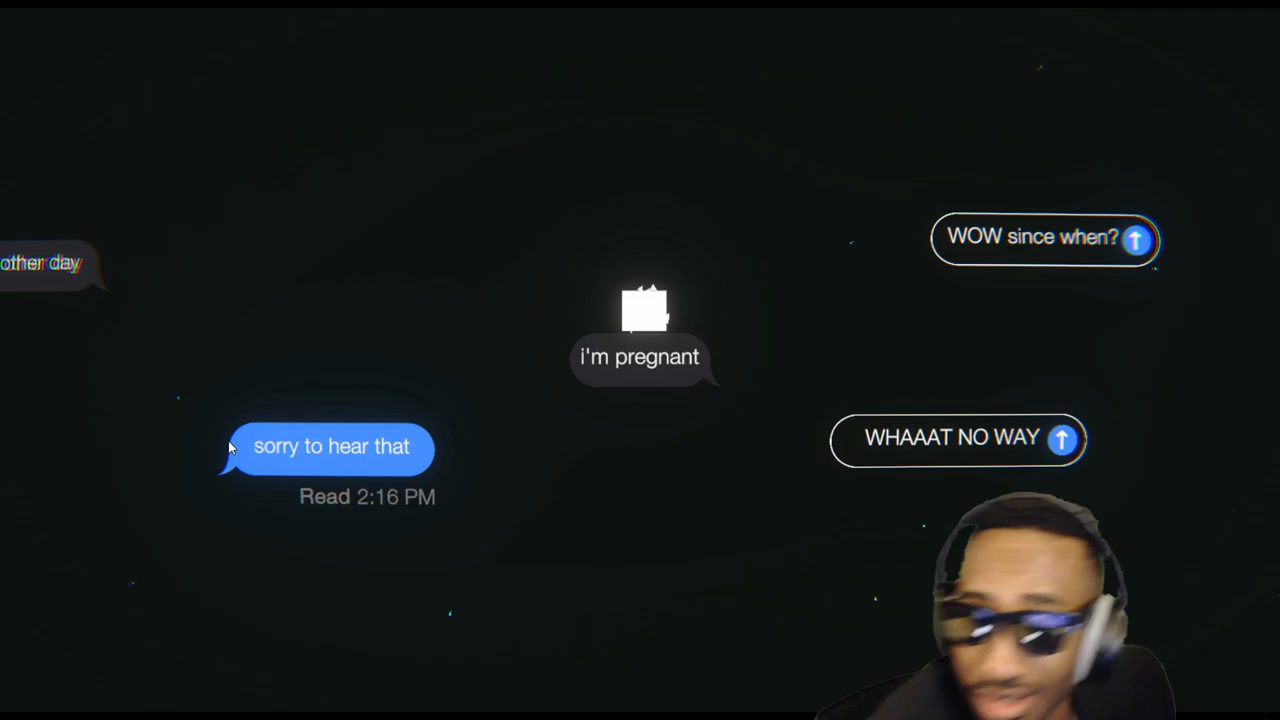 WOW since when?
other day
i'm pregnant
WHAAAT NO WAY
sorry to hear that
Read 2:16 PM